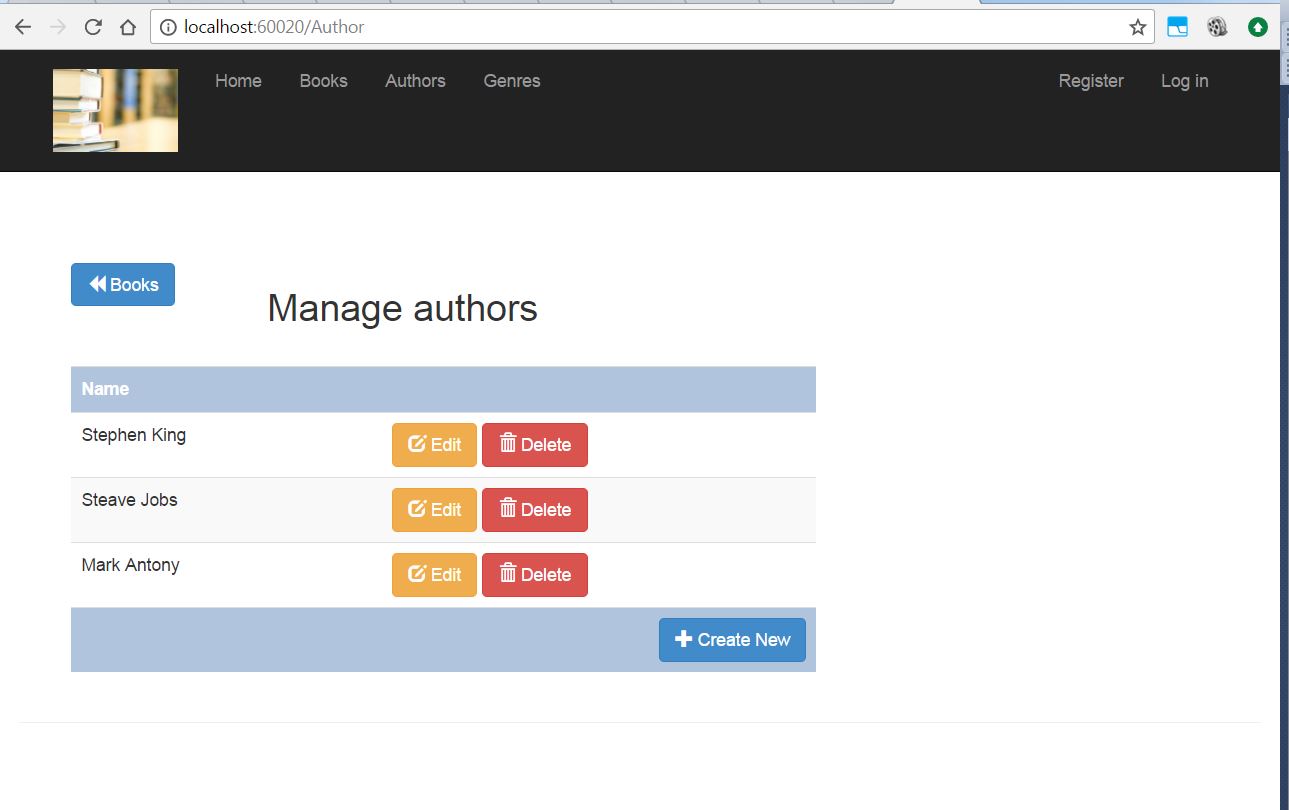 localhost:60020/Author
Home Books Authors Genres Register Log in
Books
Manage authors
Name
Stephen King Edit Delete
Steave Jobs Edit Delete
Mark Antony Edit Delete
Create New